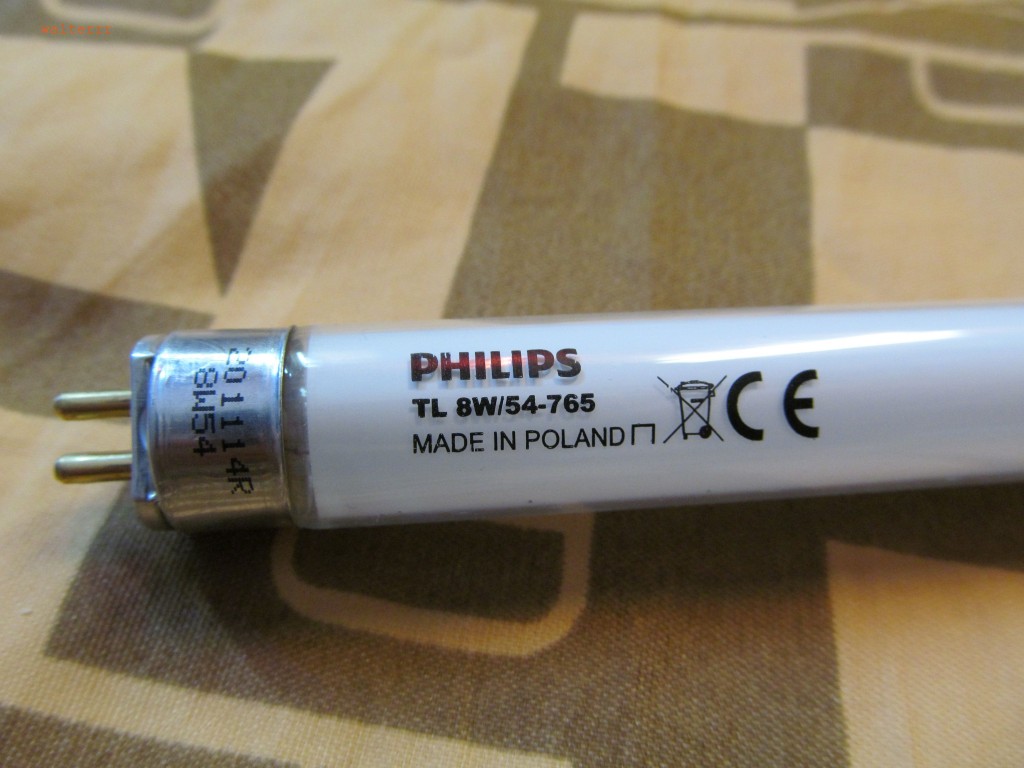 PHILIPS
TL 8W/54-765
MADE IN POLAND
CE
201114R
8W54